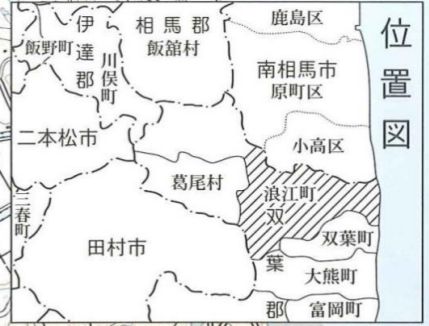 位置図
鹿島区
相馬郡
飯舘村
伊達郡
飯野町
川俣町
南相馬市
原町区
二本松市
小高区
葛尾村
浪江町
三春町
双葉郡
双葉町
田村市
大熊町
富岡町